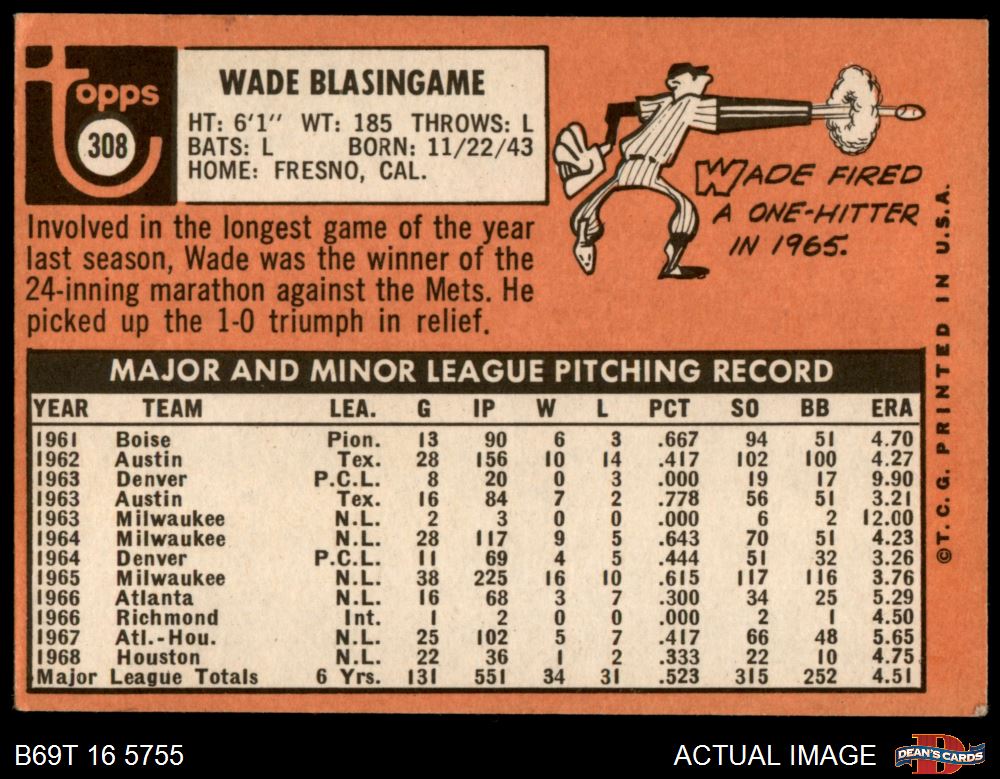 topps
308
WADE BLASINGAME
HT: 6'1" WT: 185 THROWS: L
BATS: L BORN: 11/22/43
HOME: FRESNO, CAL.
Involved in the longest game of the year
last season, Wade was the winner of the
24-inning marathon against the Mets. He
picked up the 1-0 triumph in relief.
WADE FIRED
A ONE-HITTER
IN 1965.
©T. C. G. PRINTED IN U.S.A.
MAJOR AND MINOR LEAGUE PITCHING RECORD
YEAR TEAM LEA. G IP W L PCT SO BB ERA
1961 Boise Pion. 13 90 6 3 .667 94 51 4.70
1962 Austin Tex. 28 156 10 14 .417 102 100 4.27
1963 Denver P.C.L. 8 20 0 3 .000 19 17 9.90
1963 Austin Tex. 16 84 7 2 .778 56 51 3.21
1963 Milwaukee N.L. 2 3 0 0 .000 6 2 12.00
1964 Milwaukee N.L. 28 117 9 5 .643 70 51 4.23
1964 Denver P.C.L. 11 69 4 5 .444 51 32 3.26
1965 Milwaukee N.L. 38 225 16 10 .615 117 116 3.76
1966 Atlanta N.L. 16 68 3 7 .300 34 25 5.29
1966 Richmond Int. 1 2 0 0 .000 2 1 4.50
1967 Atl.-Hou. N.L. 25 102 5 7 .417 66 48 5.65
1968 Houston N.L. 22 36 1 2 .333 22 10 4.75
Major League Totals 6 Yrs. 131 551 34 31 .523 315 252 4.51
B69T 16 5755
ACTUAL IMAGE
DEAN'S CARDS